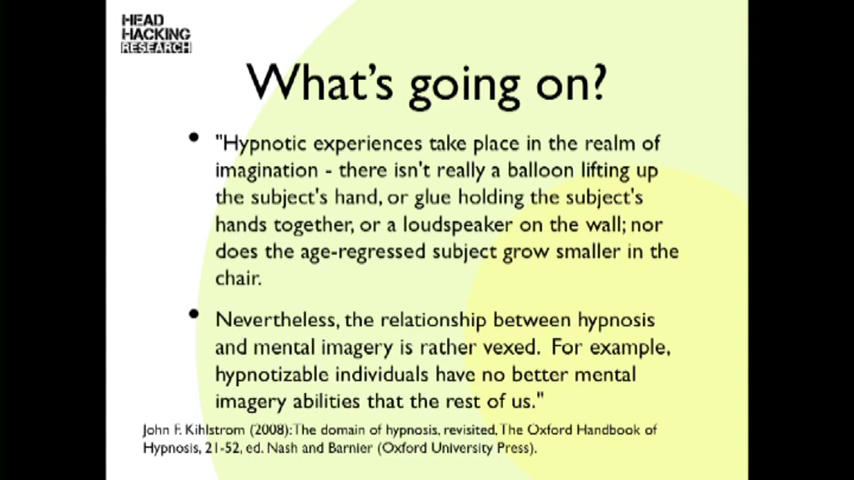 HEAD
HACKING
RESEARCH
What's going on?
• "Hypnotic experiences take place in the realm of
imagination - there isn't really a balloon lifting up
the subject's hand, or glue holding the subject's
hands together, or a loudspeaker on the wall; nor
does the age-regressed subject grow smaller in the
chair.
• Nevertheless, the relationship between hypnosis
and mental imagery is rather vexed. For example,
hypnotizable individuals have no better mental
imagery abilities that the rest of us."
John F. Kihlstrom (2008): The domain of hypnosis, revisited, The Oxford Handbook of
Hypnosis, 21-52, ed. Nash and Barnier (Oxford University Press).